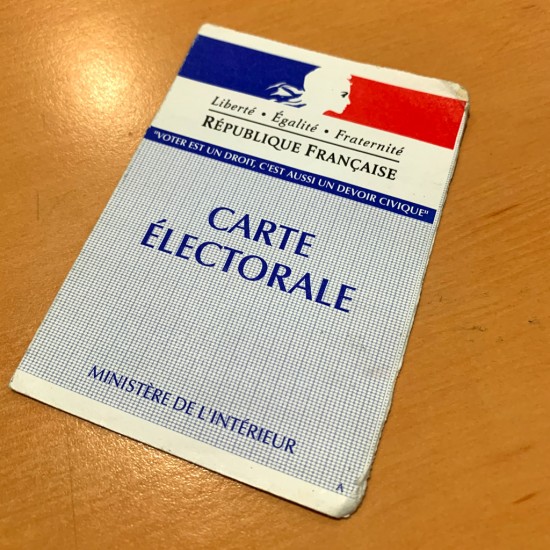 Liberté • Égalité • Fraternité
RÉPUBLIQUE FRANÇAISE
"VOTER EST UN DROIT, C'EST AUSSI UN DEVOIR CIVIQUE"
CARTE
ÉLECTORALE
MINISTÈRE DE L'INTÉRIEUR
A